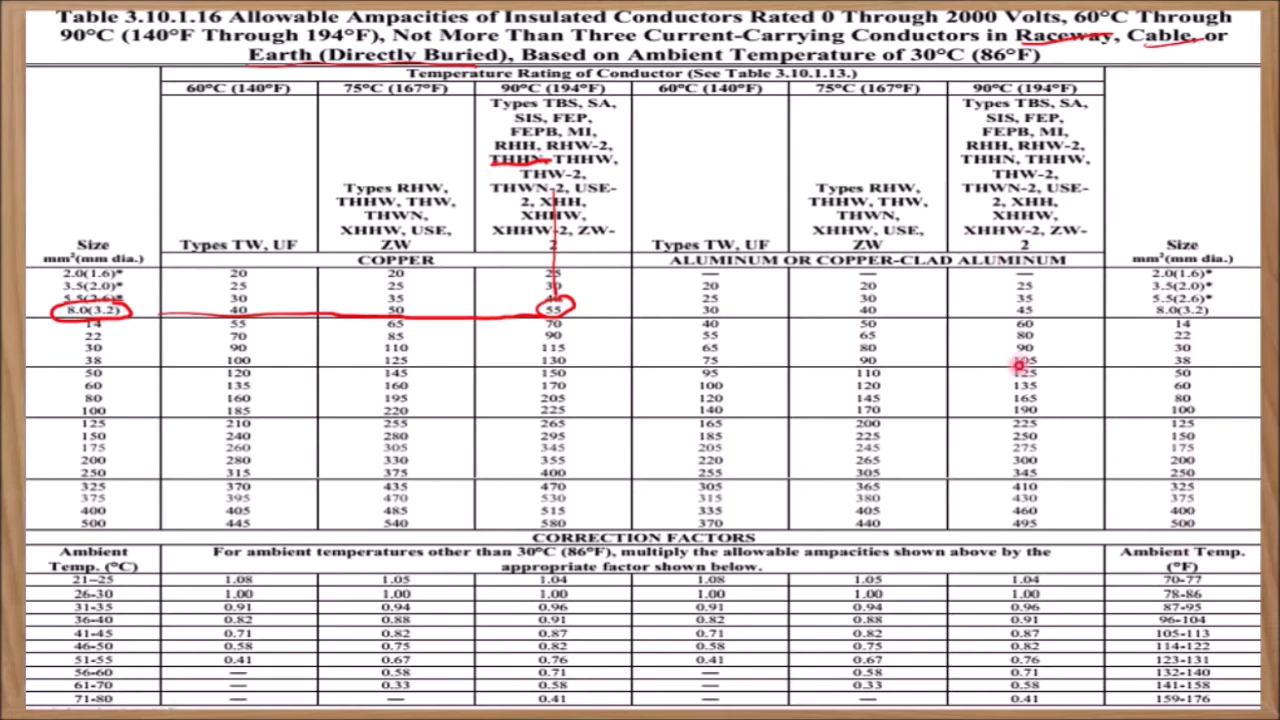 Table 3.10.1.16 Allowable Ampacities of Insulated Conductors Rated 0 Through 2000 Volts, 60°C Through
90°C (140°F Through 194°F), Not More Than Three Current-Carrying Conductors in Raceway, Cable, or
Earth (Directly Buried), Based on Ambient Temperature of 30°C (86°F)
Temperature Rating of Conductor (See Table 3.10.1.13.)
60°C (140°F) 75°C (167°F) 90°C (194°F) 60°C (140°F) 75°C (167°F) 90°C (194°F)
Types TBS, SA, Types TBS, SA,
SIS, FEP, SIS, FEP,
FEPB, MI, FEPB, MI,
RHH, RHW-2, RHH, RHW-2,
THHN, THHW, THHN, THHW,
THW-2, THW-2,
Types RHW, THWN-2, USE- Types RHW, THWN-2, USE-
THHW, THW, 2, XHH, THHW, THW, 2, XHH,
THWN, XHHW, THWN, XHHW,
XHHW, USE, XHHW-2, ZW- XHHW, USE, XHHW-2, ZW-
Size Types TW, UF ZW 2 Types TW, UF ZW 2 Size
mm²(mm dia.) COPPER ALUMINUM OR COPPER-CLAD ALUMINUM mm²(mm dia.)
2.0(1.6)* 20 20 25 — — — 2.0(1.6)*
3.5(2.0)* 25 25 30 20 20 25 3.5(2.0)*
5.5(2.6)* 30 35 40 25 30 35 5.5(2.6)*
8.0(3.2) 40 50 55 30 40 45 8.0(3.2)
14 55 65 70 40 50 60 14
22 70 85 90 55 65 80 22
30 90 110 115 65 80 90 30
38 100 125 130 75 90 105 38
50 120 145 150 95 110 125 50
60 135 160 170 100 120 135 60
80 160 195 205 120 145 165 80
100 185 220 225 140 170 190 100
125 210 255 265 165 200 225 125
150 240 280 295 185 225 250 150
175 260 305 345 205 245 275 175
200 280 330 355 220 265 300 200
250 315 375 400 255 305 345 250
325 370 435 470 305 365 410 325
375 395 470 530 315 380 430 375
400 405 485 515 335 405 460 400
500 445 540 580 370 440 495 500
CORRECTION FACTORS
Ambient For ambient temperatures other than 30°C (86°F), multiply the allowable ampacities shown above by the Ambient Temp.
Temp. (°C) appropriate factor shown below. (°F)
21–25 1.08 1.05 1.04 1.08 1.05 1.04 70-77
26-30 1.00 1.00 1.00 1.00 1.00 1.00 78-86
31-35 0.91 0.94 0.96 0.91 0.94 0.96 87-95
36-40 0.82 0.88 0.91 0.82 0.88 0.91 96-104
41-45 0.71 0.82 0.87 0.71 0.82 0.87 105-113
46-50 0.58 0.75 0.82 0.58 0.75 0.82 114-122
51-55 0.41 0.67 0.76 0.41 0.67 0.76 123-131
56-60 — 0.58 0.71 — 0.58 0.71 132-140
61-70 — 0.33 0.58 — 0.33 0.58 141-158
71-80 — — 0.41 — — 0.41 159-176